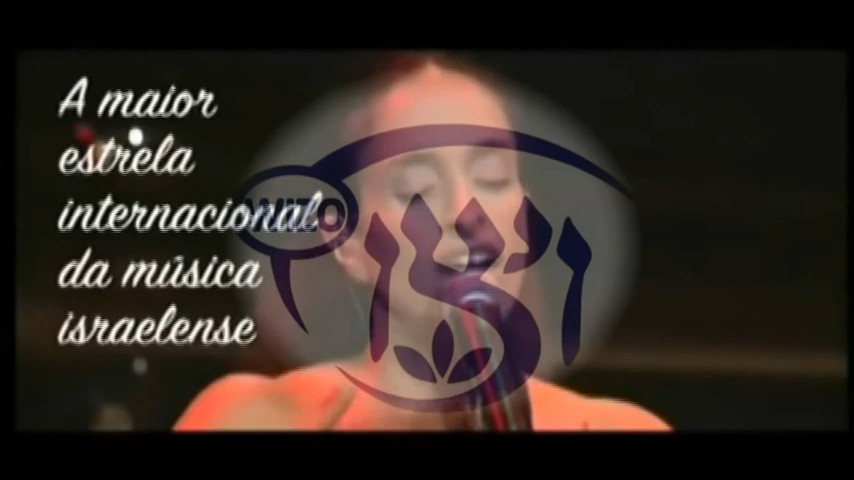 A maior
estrela
internacional
da música
israelense
WIZO
ויצו